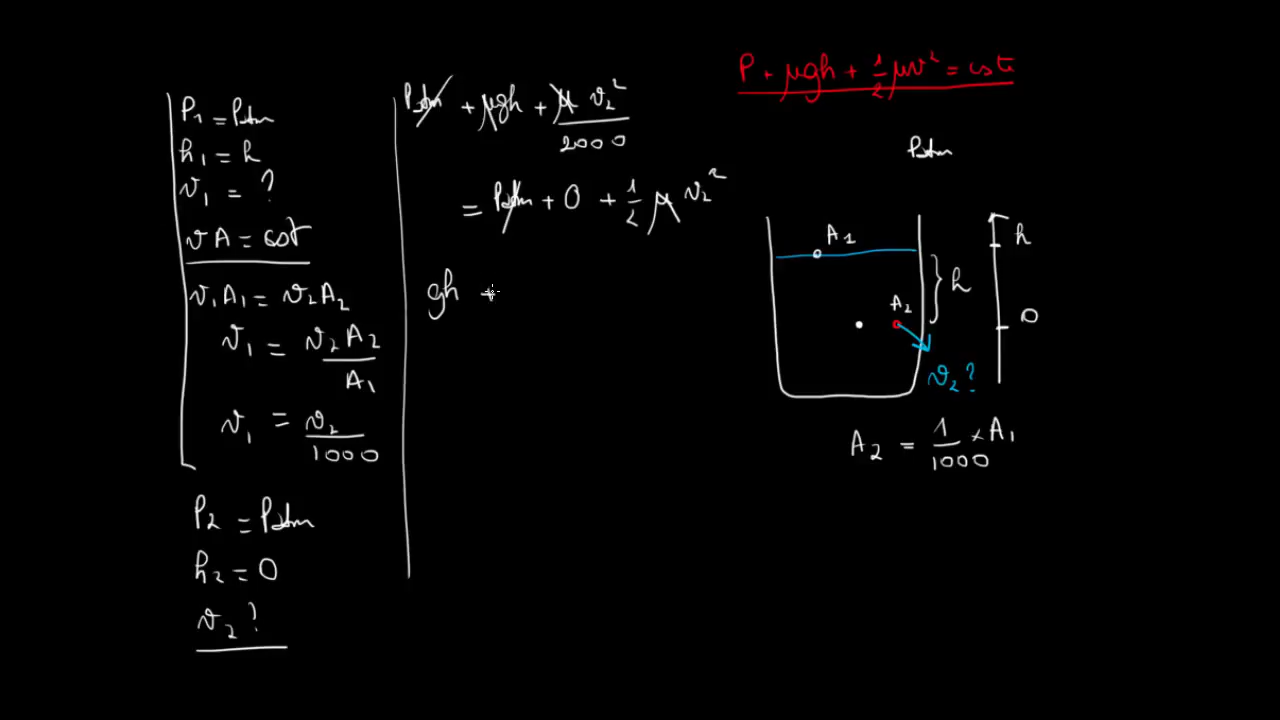 P₁ = Patm
h₁ = h
v₁ = ?
vA = cst
v₁A₁ = v₂A₂
v₁ = v₂A₂ / A₁
v₁ = v₂ / 1000
P₂ = Patm
h₂ = 0
v₂ ?
Patm + μgh + μ v₂² / 2000
= Patm + 0 + 1/2 μ v₂²
gh +
P + μgh + 1/2 μv² = cst
Patm
A₁
h
h
A₂
0
v₂ ?
A₂ = 1/1000 × A₁